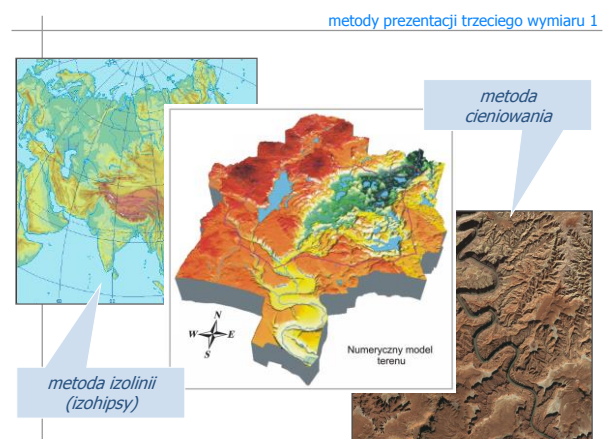 metody prezentacji trzeciego wymiaru 1
metoda
cieniowania
N
W E
S
Numeryczny model
terenu
metoda izolinii
(izohipsy)